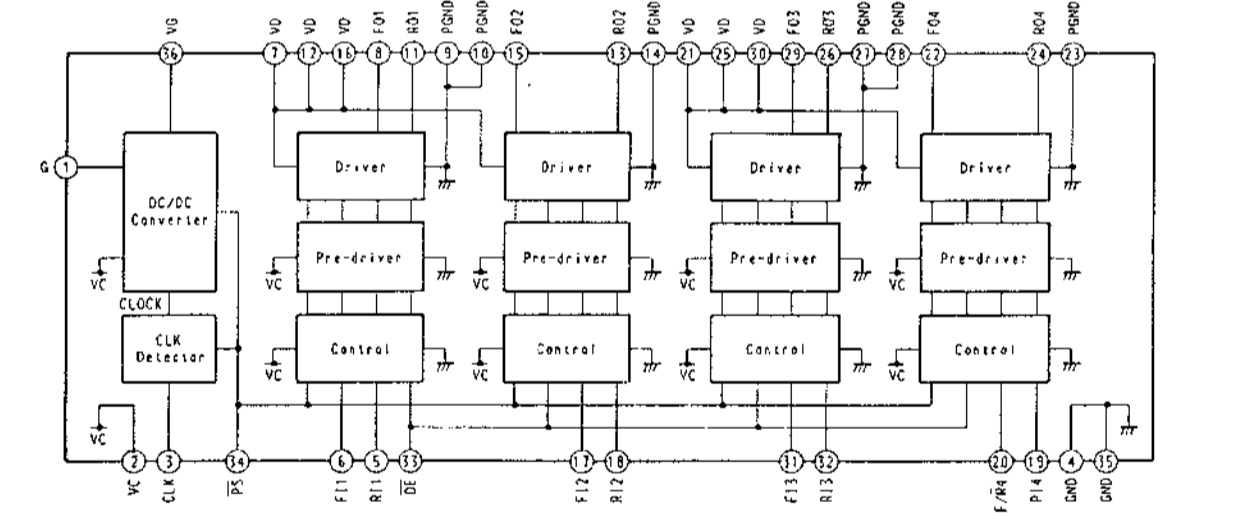 VG VD VD VD FO1 RO1 PGND PGND FO2 RO2 PGND VD VD VD FO3 RO3 PGND PGND FO4 RO4 PGND
36 7 12 16 8 11 9 10 15 13 14 21 25 30 29 26 27 28 22 24 23
G 1
DC/DC
Converter
Driver Driver Driver Driver
VC
Pre-driver Pre-driver Pre-driver Pre-driver
VC VC VC VC
CLOCK
CLK
Detector
Control Control Control Control
VC VC VC VC
VC
2 3 34 6 5 33 17 18 31 32 20 19 4 35
VC CLK PS FI1 RI1 DE FI2 RI2 FI3 RI3 F/R4 PI4 GND GND